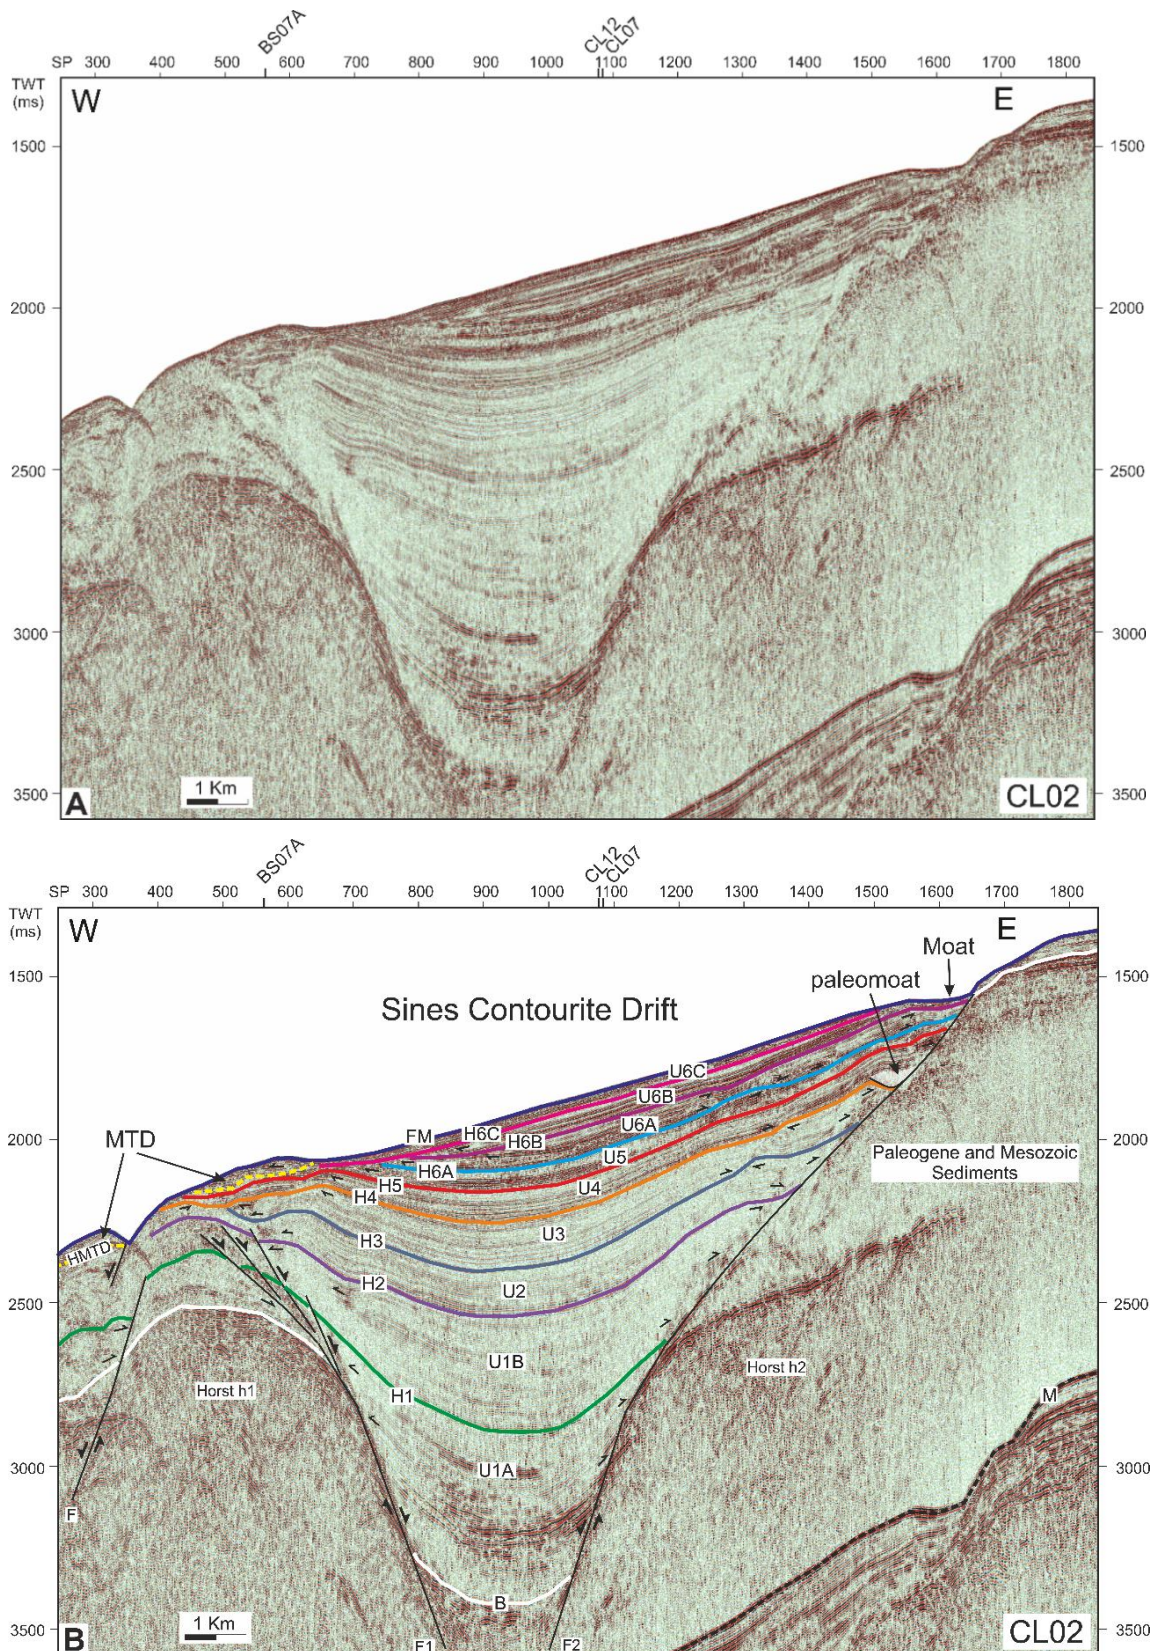 BS07A CL12 CL07
SP 300 400 500 600 700 800 900 1000 1100 1200 1300 1400 1500 1600 1700 1800
TWT
(ms)
W E
1500 1500
2000 2000
2500 2500
3000 3000
3500 3500
1 Km
A CL02
BS07A CL12 CL07
SP 300 400 500 600 700 800 900 1000 1100 1200 1300 1400 1500 1600 1700 1800
TWT
(ms)
W E
Moat
1500 1500
paleomoat
Sines Contourite Drift
U6C
U6B
FM H6C H6B U6A
2000 2000
MTD
H6A U5
Paleogene and Mesozoic
Sediments
H5 U4
H4
U3
HMTD
H3
H2 U2
2500 2500
U1B
Horst h1 H1 Horst h2
M
U1A
3000 3000
F
B
1 Km
3500 3500
B F1 F2 CL02